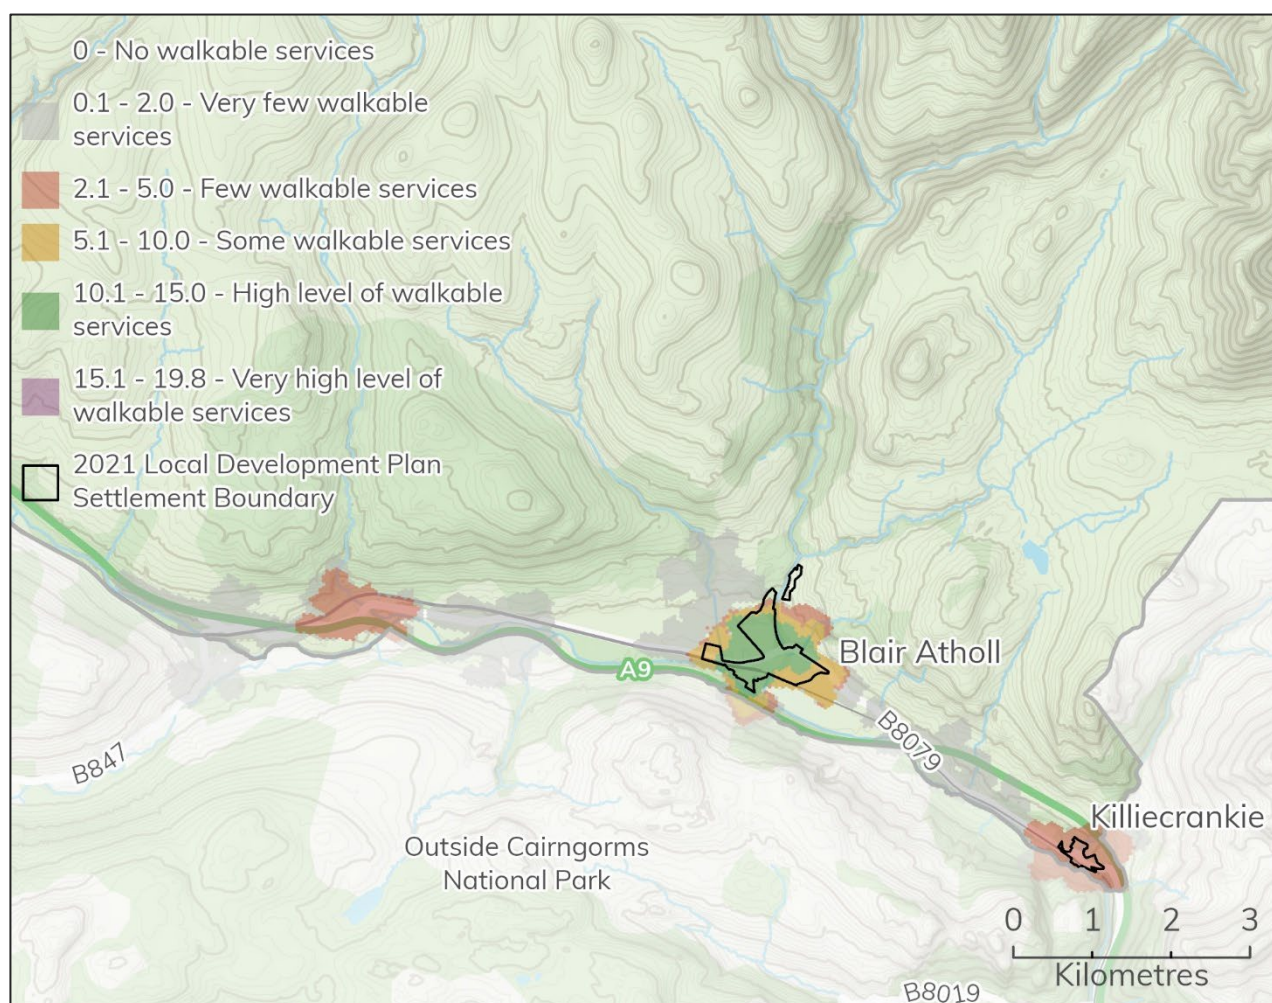 0 - No walkable services
0.1 - 2.0 - Very few walkable
services
2.1 - 5.0 - Few walkable services
5.1 - 10.0 - Some walkable services
10.1 - 15.0 - High level of walkable
services
15.1 - 19.8 - Very high level of
walkable services
2021 Local Development Plan
Settlement Boundary
Blair Atholl
A9
B8079
B847
Killiecrankie
Outside Cairngorms
National Park
0 1 2 3
Kilometres
B8019